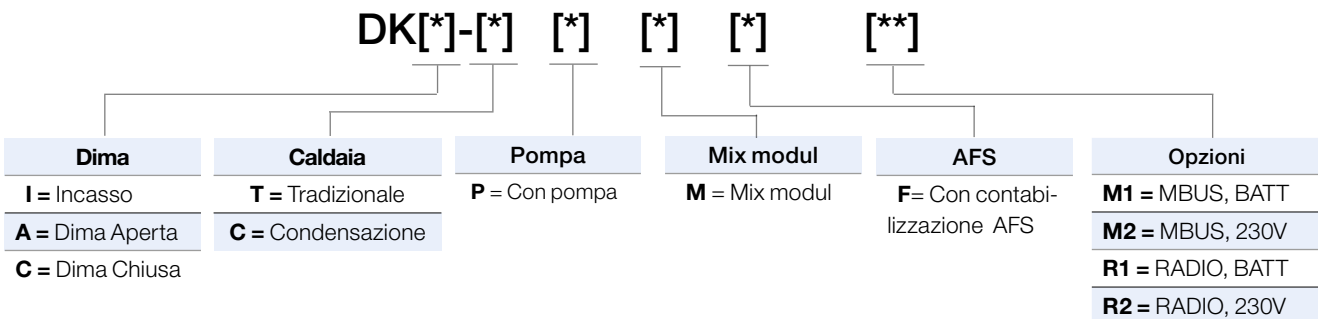 DK[*]-[*] [*] [*] [*] [**]
Dima
I = Incasso
A = Dima Aperta
C = Dima Chiusa
Caldaia
T = Tradizionale
C = Condensazione
Pompa
P = Con pompa
Mix modul
M = Mix modul
AFS
F= Con contabi-
lizzazione AFS
Opzioni
M1 = MBUS, BATT
M2 = MBUS, 230V
R1 = RADIO, BATT
R2 = RADIO, 230V